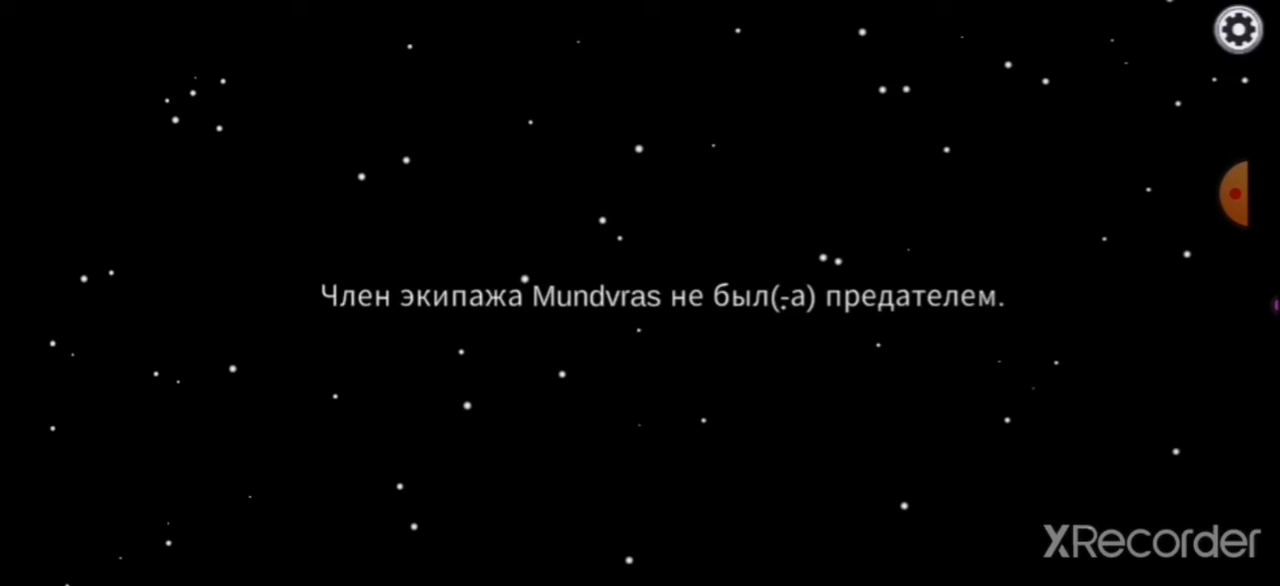 Член экипажа Mundvras не был(-а) предателем.
XRecorder